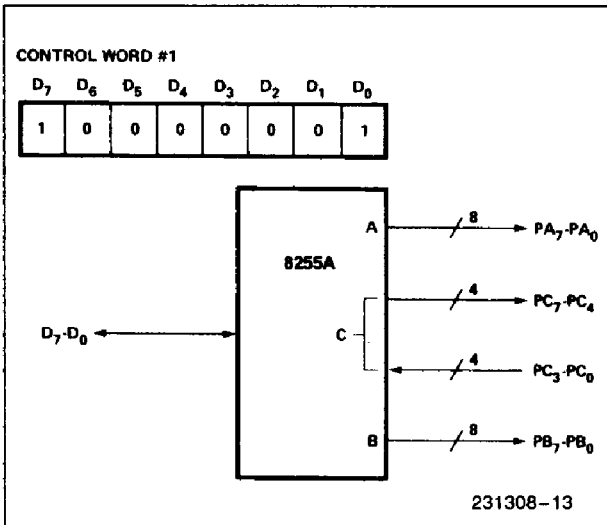 CONTROL WORD #1
D₇ D₆ D₅ D₄ D₃ D₂ D₁ D₀
1 0 0 0 0 0 0 1
A
8
PA₇-PA₀
8255A
4
PC₇-PC₄
D₇-D₀
C
4
PC₃-PC₀
B
8
PB₇-PB₀
231308-13